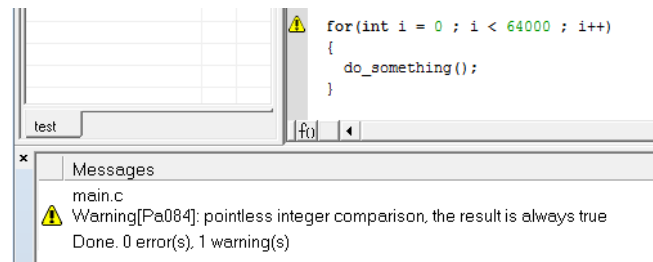 for(int i = 0 ; i < 64000 ; i++)
{
do_something();
}
test
f()
Messages
main.c
Warning[Pa084]: pointless integer comparison, the result is always true
Done. 0 error(s), 1 warning(s)